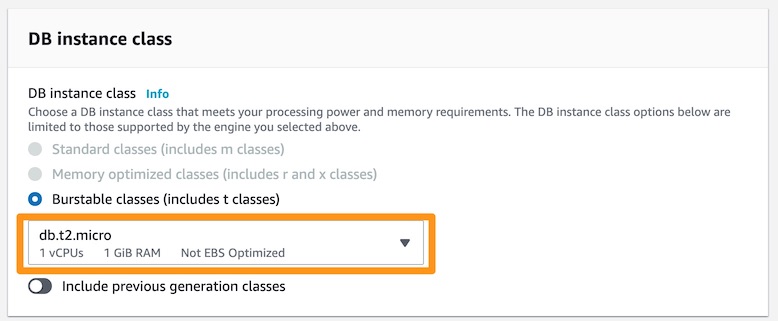 DB instance class
DB instance class Info
Choose a DB instance class that meets your processing power and memory requirements. The DB instance class options below are
limited to those supported by the engine you selected above.
Standard classes (includes m classes)
Memory optimized classes (includes r and x classes)
Burstable classes (includes t classes)
db.t2.micro
1 vCPUs 1 GiB RAM Not EBS Optimized
Include previous generation classes